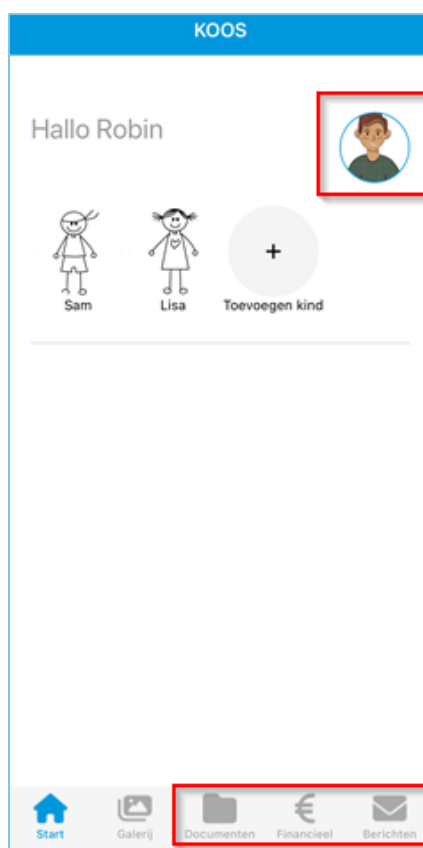 KOOS
Hallo Robin
+
Sam Lisa Toevoegen kind
€
Start Galerij Documenten Financieel Berichten